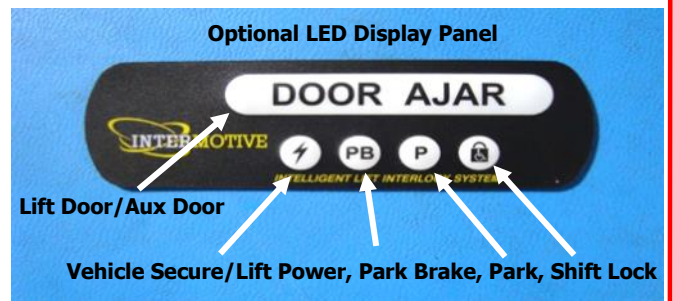 Optional LED Display Panel
DOOR AJAR
INTERMOTIVE
PB P
INTELLIGENT LIFT INTERLOCK SYSTEM
Lift Door/Aux Door
Vehicle Secure/Lift Power, Park Brake, Park, Shift Lock